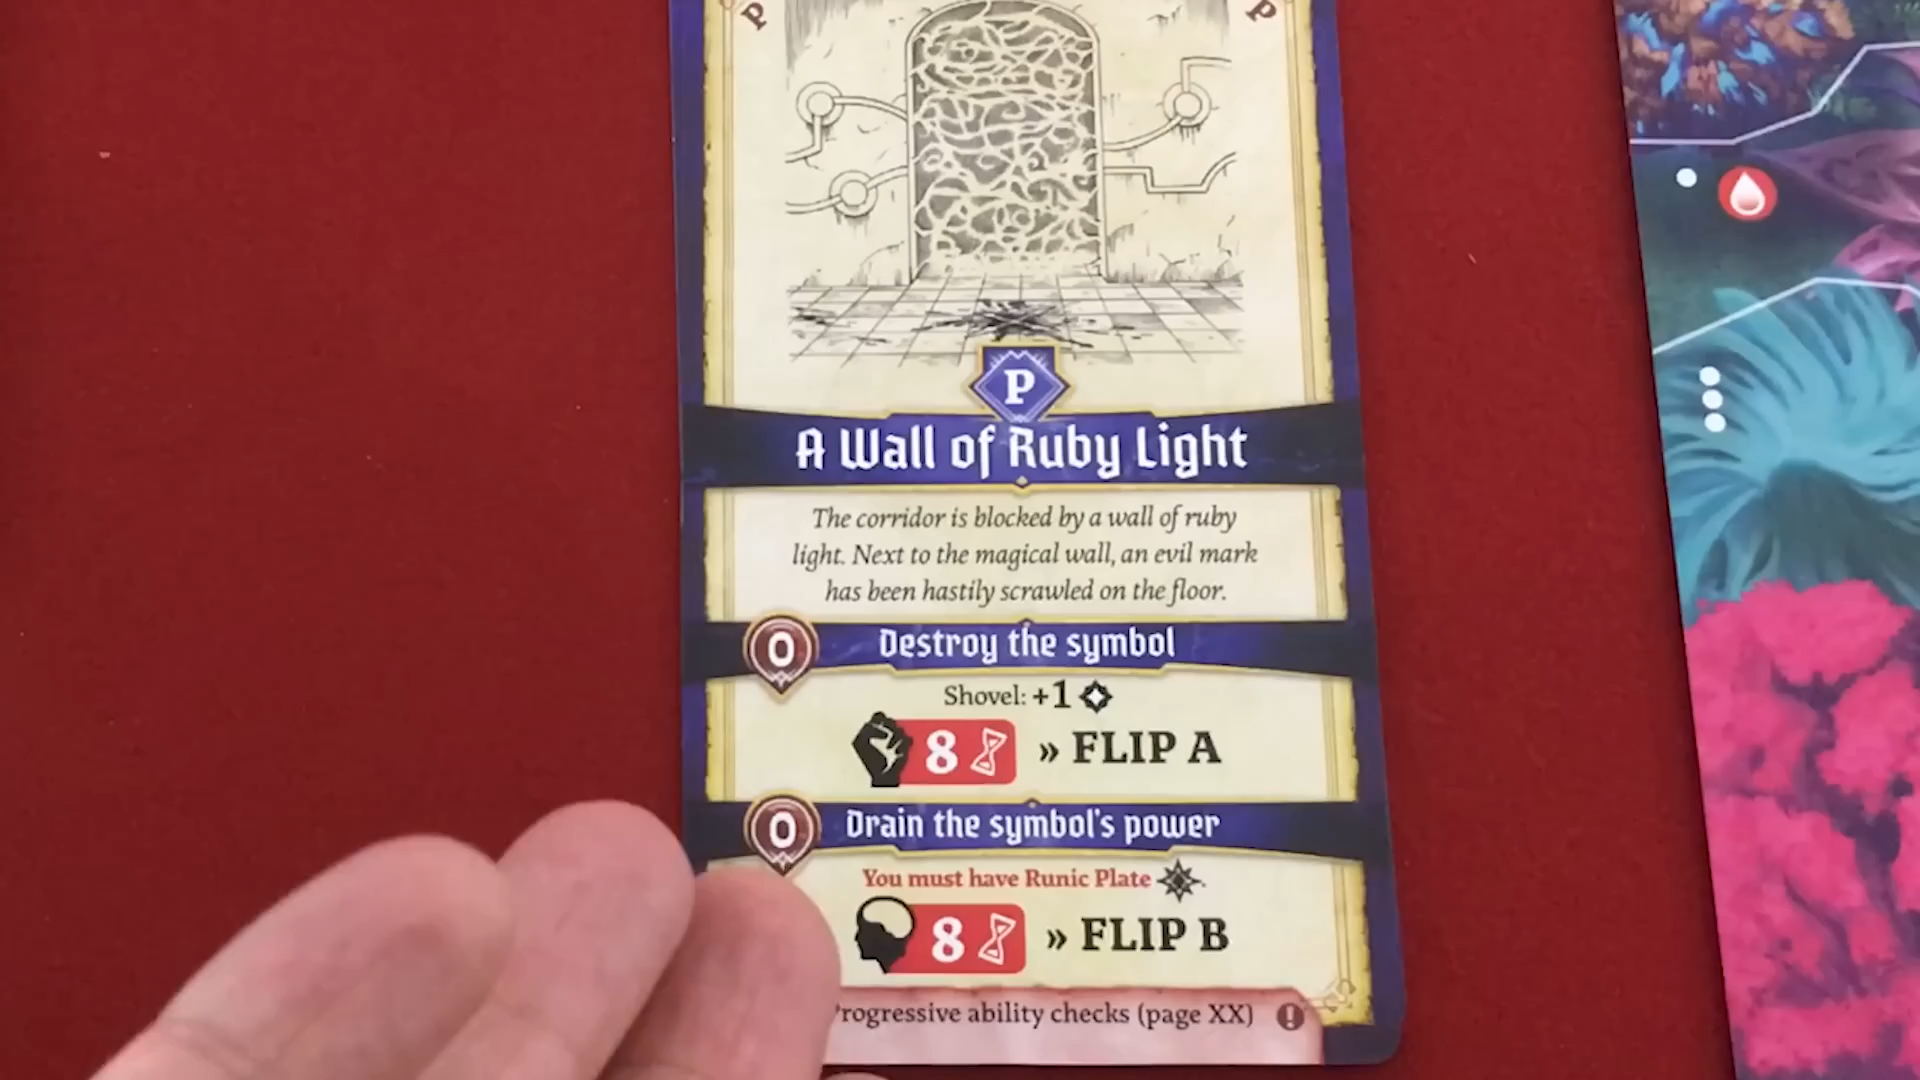 P P
P
A Wall of Ruby Light
The corridor is blocked by a wall of ruby
light. Next to the magical wall, an evil mark
has been hastily scrawled on the floor.
0 Destroy the symbol
Shovel: +1
8 » FLIP A
0 Drain the symbol's power
You must have Runic Plate
8 » FLIP B
ability checks (page XX)